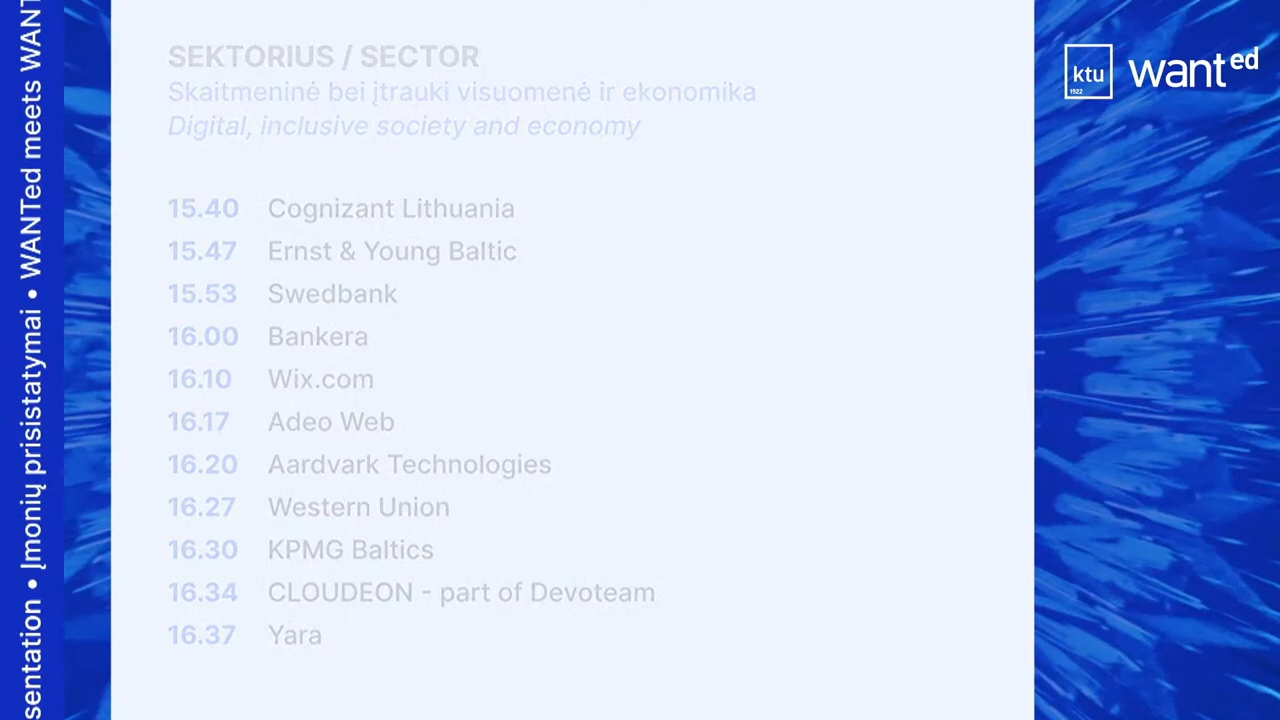 SEKTORIUS / SECTOR
Skaitmeninė bei įtrauki visuomenė ir ekonomika
Digital, inclusive society and economy
15.40 Cognizant Lithuania
15.47 Ernst & Young Baltic
15.53 Swedbank
16.00 Bankera
16.10 Wix.com
16.17 Adeo Web
16.20 Aardvark Technologies
16.27 Western Union
16.30 KPMG Baltics
16.34 CLOUDEON - part of Devoteam
16.37 Yara
ktu
1922
wanted
sentation • Įmonių prisistatymai • WANTed meets WANT